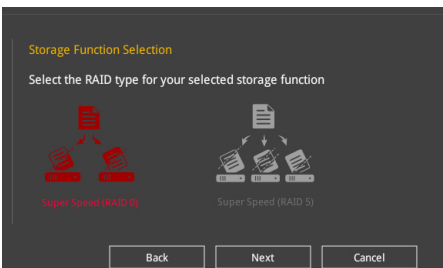 Storage Function Selection
Select the RAID type for your selected storage function
Super Speed (RAID 0)
Super Speed (RAID 5)
Back
Next
Cancel